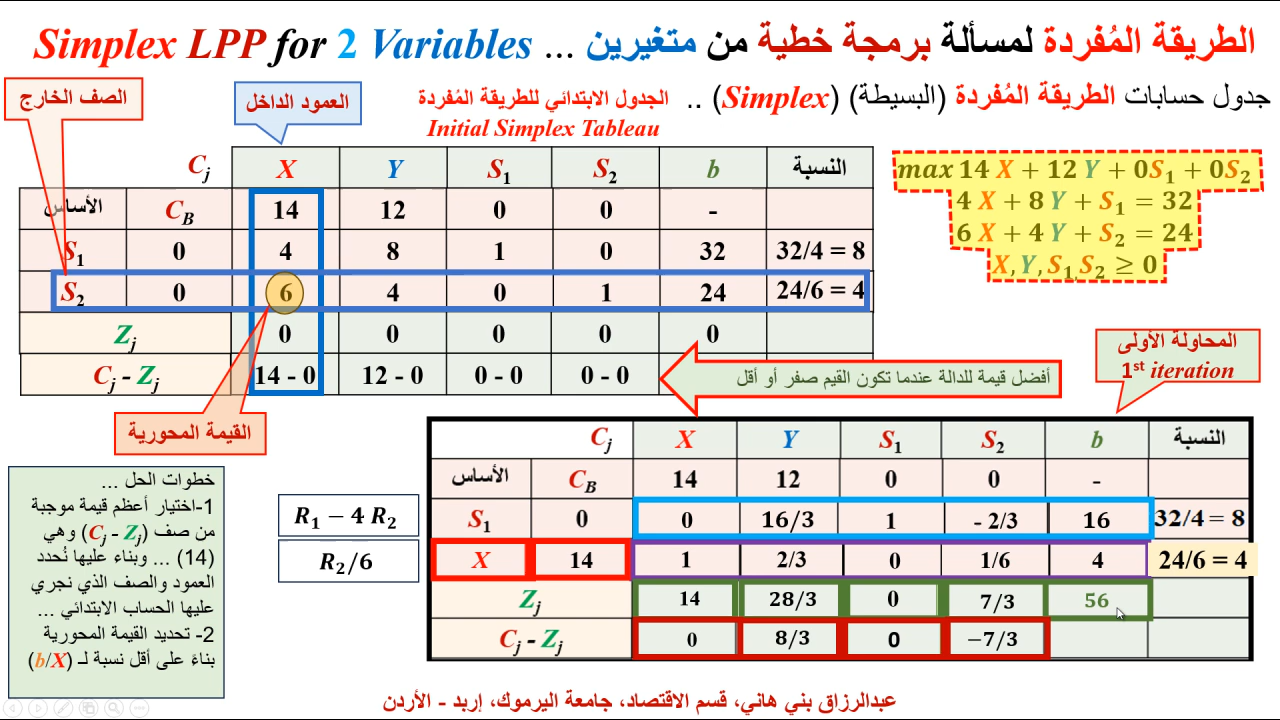 الطريقة المُفردة لمسألة برمجة خطية من متغيرين ... Simplex LPP for 2 Variables
جدول حسابات الطريقة المُفردة (البسيطة) (Simplex) ..
الجدول الابتدائي للطريقة المُفردة
Initial Simplex Tableau
الصف الخارج
العمود الداخل
Cj X Y S1 S2 b النسبة
الأساس CB 14 12 0 0 -
S1 0 4 8 1 0 32 32/4 = 8
S2 0 6 4 0 1 24 24/6 = 4
Zj 0 0 0 0 0
Cj - Zj 14 - 0 12 - 0 0 - 0 0 - 0
max 14 X + 12 Y + 0S1 + 0S2
4 X + 8 Y + S1 = 32
6 X + 4 Y + S2 = 24
X, Y, S1, S2 ≥ 0
أفضل قيمة للدالة عندما تكون القيم صفر أو أقل
المحاولة الأولى
1st iteration
القيمة المحورية
خطوات الحل ...
1-اختيار أعظم قيمة موجبة
من صف (Cj - Zj) وهي
(14) ... وبناء عليها نُحدد
العمود والصف الذي نجري
عليها الحساب الابتدائي ...
2- تحديد القيمة المحورية
بناءً على أقل نسبة لـ (b/X)
R1 − 4 R2
R2/6
Cj X Y S1 S2 b النسبة
الأساس CB 14 12 0 0 -
S1 0 0 16/3 1 - 2/3 16 32/4 = 8
X 14 1 2/3 0 1/6 4 24/6 = 4
Zj 14 28/3 0 7/3 56
Cj - Zj 0 8/3 0 −7/3
عبدالرزاق بني هاني، قسم الاقتصاد، جامعة اليرموك، إربد - الأردن